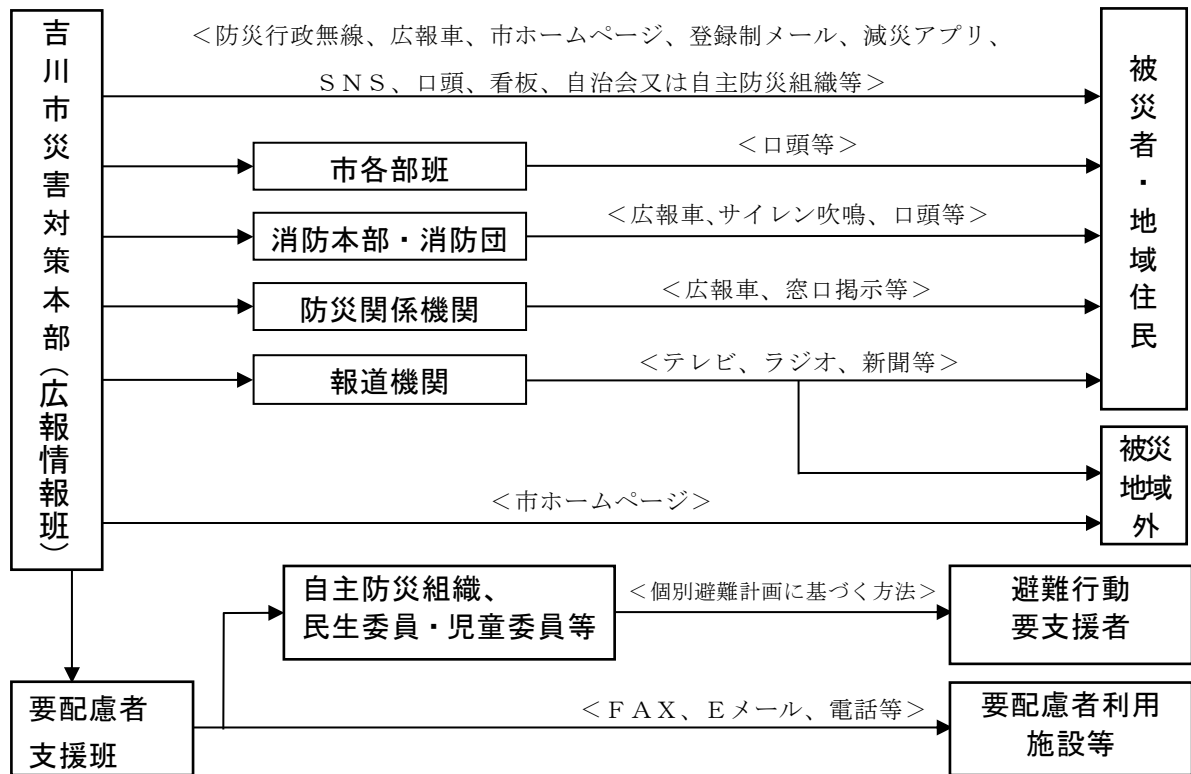 吉川市災害対策本部（広報情報班）
＜防災行政無線、広報車、市ホームページ、登録制メール、減災アプリ、
ＳＮＳ、口頭、看板、自治会又は自主防災組織等＞
被災者・地域住民
市各部班
＜口頭等＞
消防本部・消防団
＜広報車、サイレン吹鳴、口頭等＞
防災関係機関
＜広報車、窓口掲示等＞
報道機関
＜テレビ、ラジオ、新聞等＞
被災
地域
外
＜市ホームページ＞
自主防災組織、
民生委員・児童委員等
＜個別避難計画に基づく方法＞
避難行動
要支援者
要配慮者
支援班
＜ＦＡＸ、Ｅメール、電話等＞
要配慮者利用
施設等